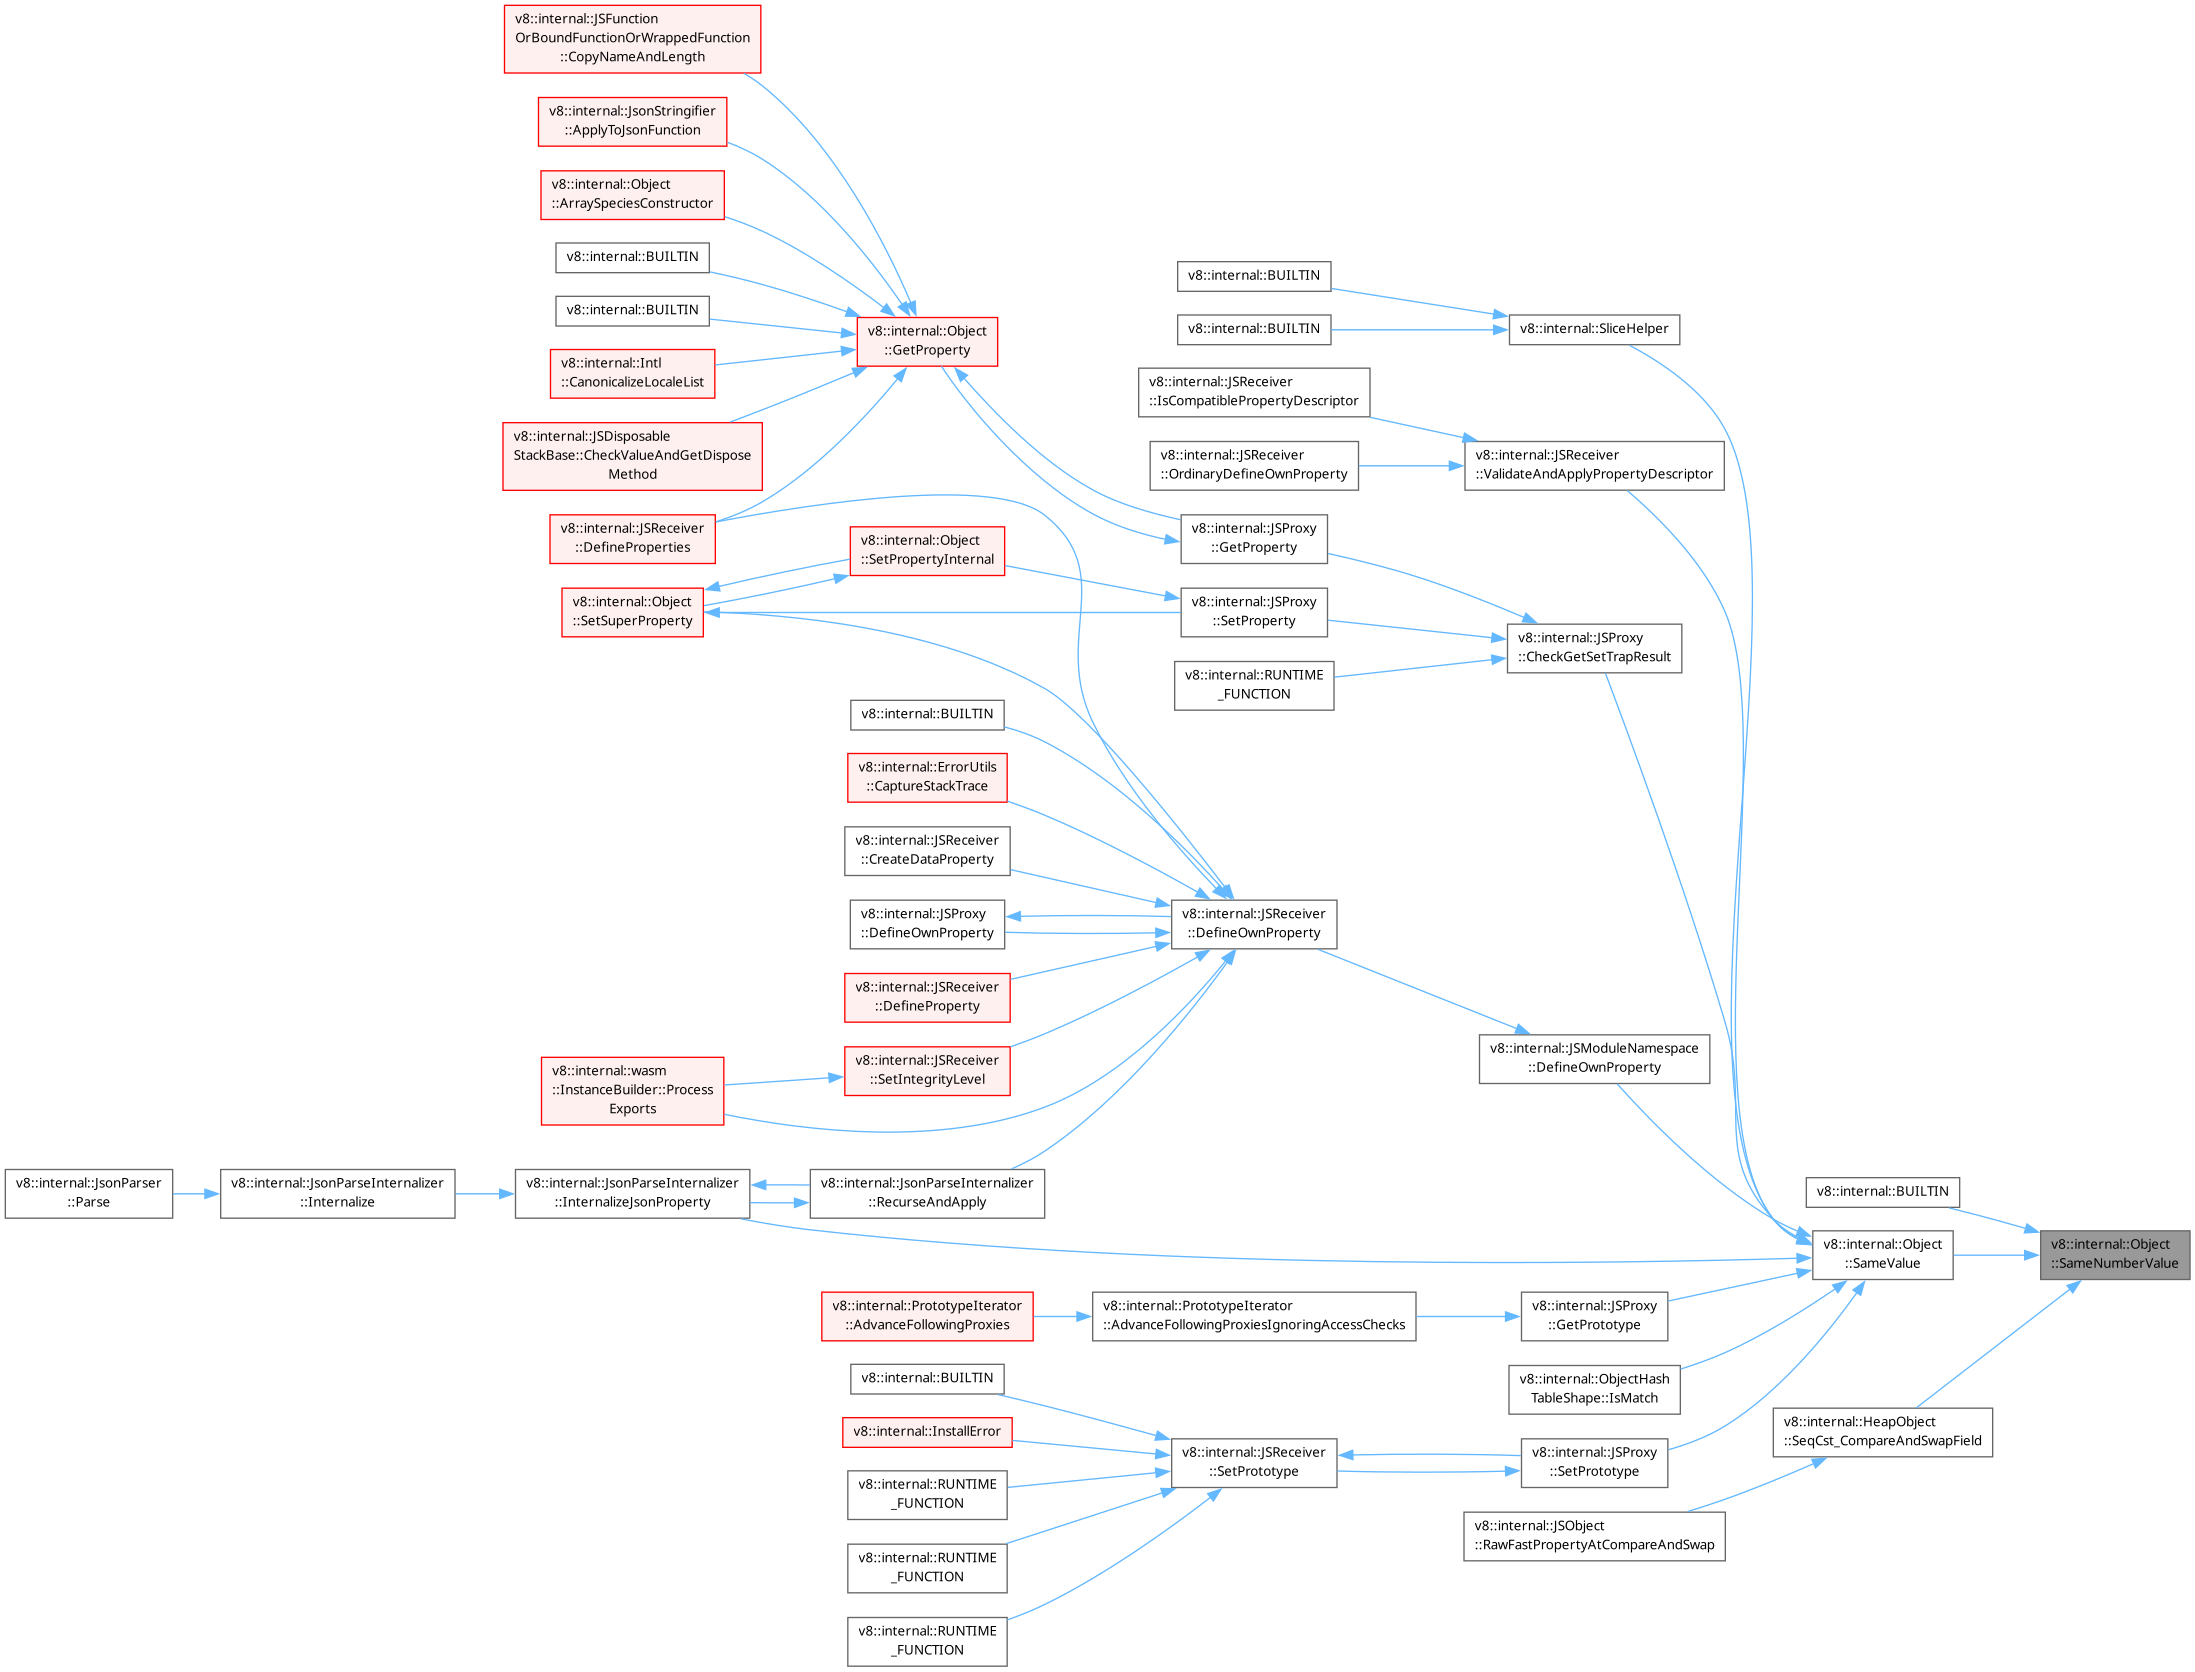 v8::internal::JSFunction
OrBoundFunctionOrWrappedFunction
::CopyNameAndLength
v8::internal::JsonStringifier
::ApplyToJsonFunction
v8::internal::Object
::ArraySpeciesConstructor
v8::internal::BUILTIN
v8::internal::BUILTIN
v8::internal::Intl
::CanonicalizeLocaleList
v8::internal::JSDisposable
StackBase::CheckValueAndGetDispose
Method
v8::internal::JSReceiver
::DefineProperties
v8::internal::Object
::SetSuperProperty
v8::internal::Object
::GetProperty
v8::internal::Object
::SetPropertyInternal
v8::internal::BUILTIN
v8::internal::BUILTIN
v8::internal::SliceHelper
v8::internal::JSReceiver
::IsCompatiblePropertyDescriptor
v8::internal::JSReceiver
::OrdinaryDefineOwnProperty
v8::internal::JSReceiver
::ValidateAndApplyPropertyDescriptor
v8::internal::JSProxy
::GetProperty
v8::internal::JSProxy
::SetProperty
v8::internal::RUNTIME
_FUNCTION
v8::internal::JSProxy
::CheckGetSetTrapResult
v8::internal::BUILTIN
v8::internal::ErrorUtils
::CaptureStackTrace
v8::internal::JSReceiver
::CreateDataProperty
v8::internal::JSProxy
::DefineOwnProperty
v8::internal::JSReceiver
::DefineProperty
v8::internal::JSReceiver
::SetIntegrityLevel
v8::internal::JSReceiver
::DefineOwnProperty
v8::internal::JSModuleNamespace
::DefineOwnProperty
v8::internal::wasm
::InstanceBuilder::Process
Exports
v8::internal::JsonParser
::Parse
v8::internal::JsonParseInternalizer
::Internalize
v8::internal::JsonParseInternalizer
::InternalizeJsonProperty
v8::internal::JsonParseInternalizer
::RecurseAndApply
v8::internal::BUILTIN
v8::internal::Object
::SameValue
v8::internal::Object
::SameNumberValue
v8::internal::PrototypeIterator
::AdvanceFollowingProxies
v8::internal::PrototypeIterator
::AdvanceFollowingProxiesIgnoringAccessChecks
v8::internal::JSProxy
::GetPrototype
v8::internal::ObjectHash
TableShape::IsMatch
v8::internal::HeapObject
::SeqCst_CompareAndSwapField
v8::internal::BUILTIN
v8::internal::InstallError
v8::internal::RUNTIME
_FUNCTION
v8::internal::RUNTIME
_FUNCTION
v8::internal::RUNTIME
_FUNCTION
v8::internal::JSReceiver
::SetPrototype
v8::internal::JSProxy
::SetPrototype
v8::internal::JSObject
::RawFastPropertyAtCompareAndSwap